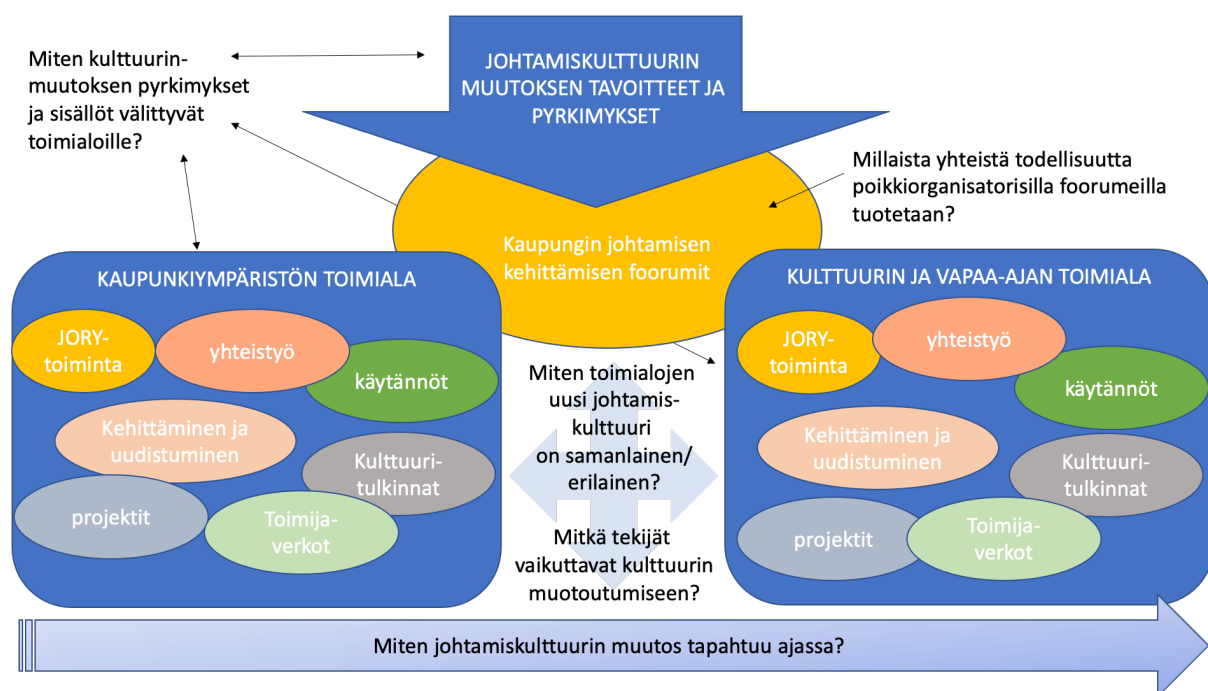 Miten kulttuurin-
muutoksen pyrkimykset
ja sisällöt välittyvät
toimialoille?
JOHTAMISKULTTUURIN
MUUTOKSEN TAVOITTEET JA
PYRKIMYKSET
Millaista yhteistä todellisuutta
poikkiorganisatorisilla foorumeilla
tuotetaan?
Kaupungin johtamisen
kehittämisen foorumit
KAUPUNKIYMPÄRISTÖN TOIMIALA
JORY-
toiminta
yhteistyö
käytännöt
Kehittäminen ja
uudistuminen
Kulttuuri-
tulkinnat
projektit
Toimija-
verkot
Miten toimialojen
uusi johtamis-
kulttuuri
on samanlainen/
erilainen?
Mitkä tekijät
vaikuttavat kulttuurin
muotoutumiseen?
KULTTUURIN JA VAPAA-AJAN TOIMIALA
JORY-
toiminta
yhteistyö
käytännöt
Kehittäminen ja
uudistuminen
Kulttuuri-
tulkinnat
projektit
Toimija-
verkot
Miten johtamiskulttuurin muutos tapahtuu ajassa?